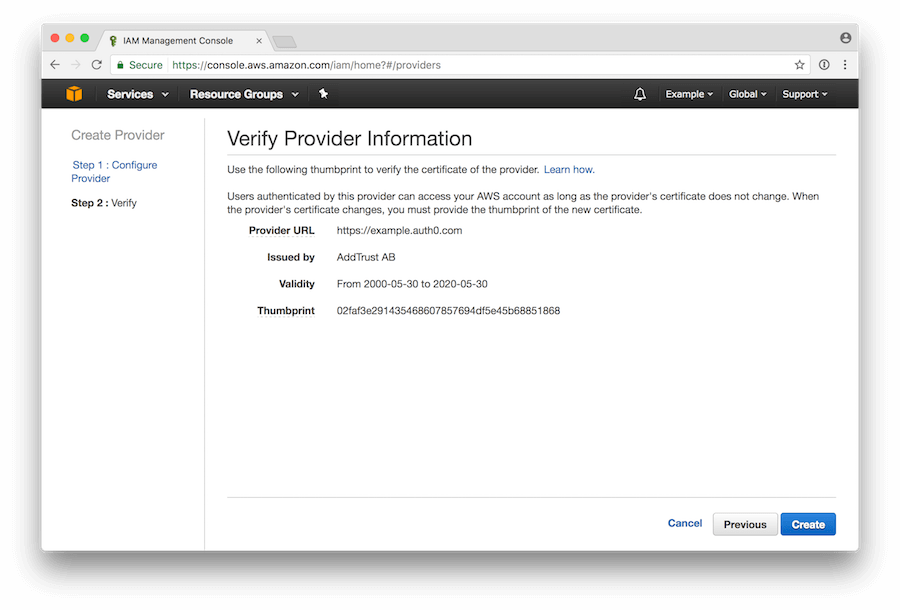 IAM Management Console
Secure https://console.aws.amazon.com/iam/home?#/providers
Services Resource Groups Example Global Support
Create Provider
Step 1 : Configure
Provider
Step 2 : Verify
Verify Provider Information
Use the following thumbprint to verify the certificate of the provider. Learn how.
Users authenticated by this provider can access your AWS account as long as the provider's certificate does not change. When
the provider's certificate changes, you must provide the thumbprint of the new certificate.
Provider URL https://example.auth0.com
Issued by AddTrust AB
Validity From 2000-05-30 to 2020-05-30
Thumbprint 02faf3e291435468607857694df5e45b68851868
Cancel Previous Create